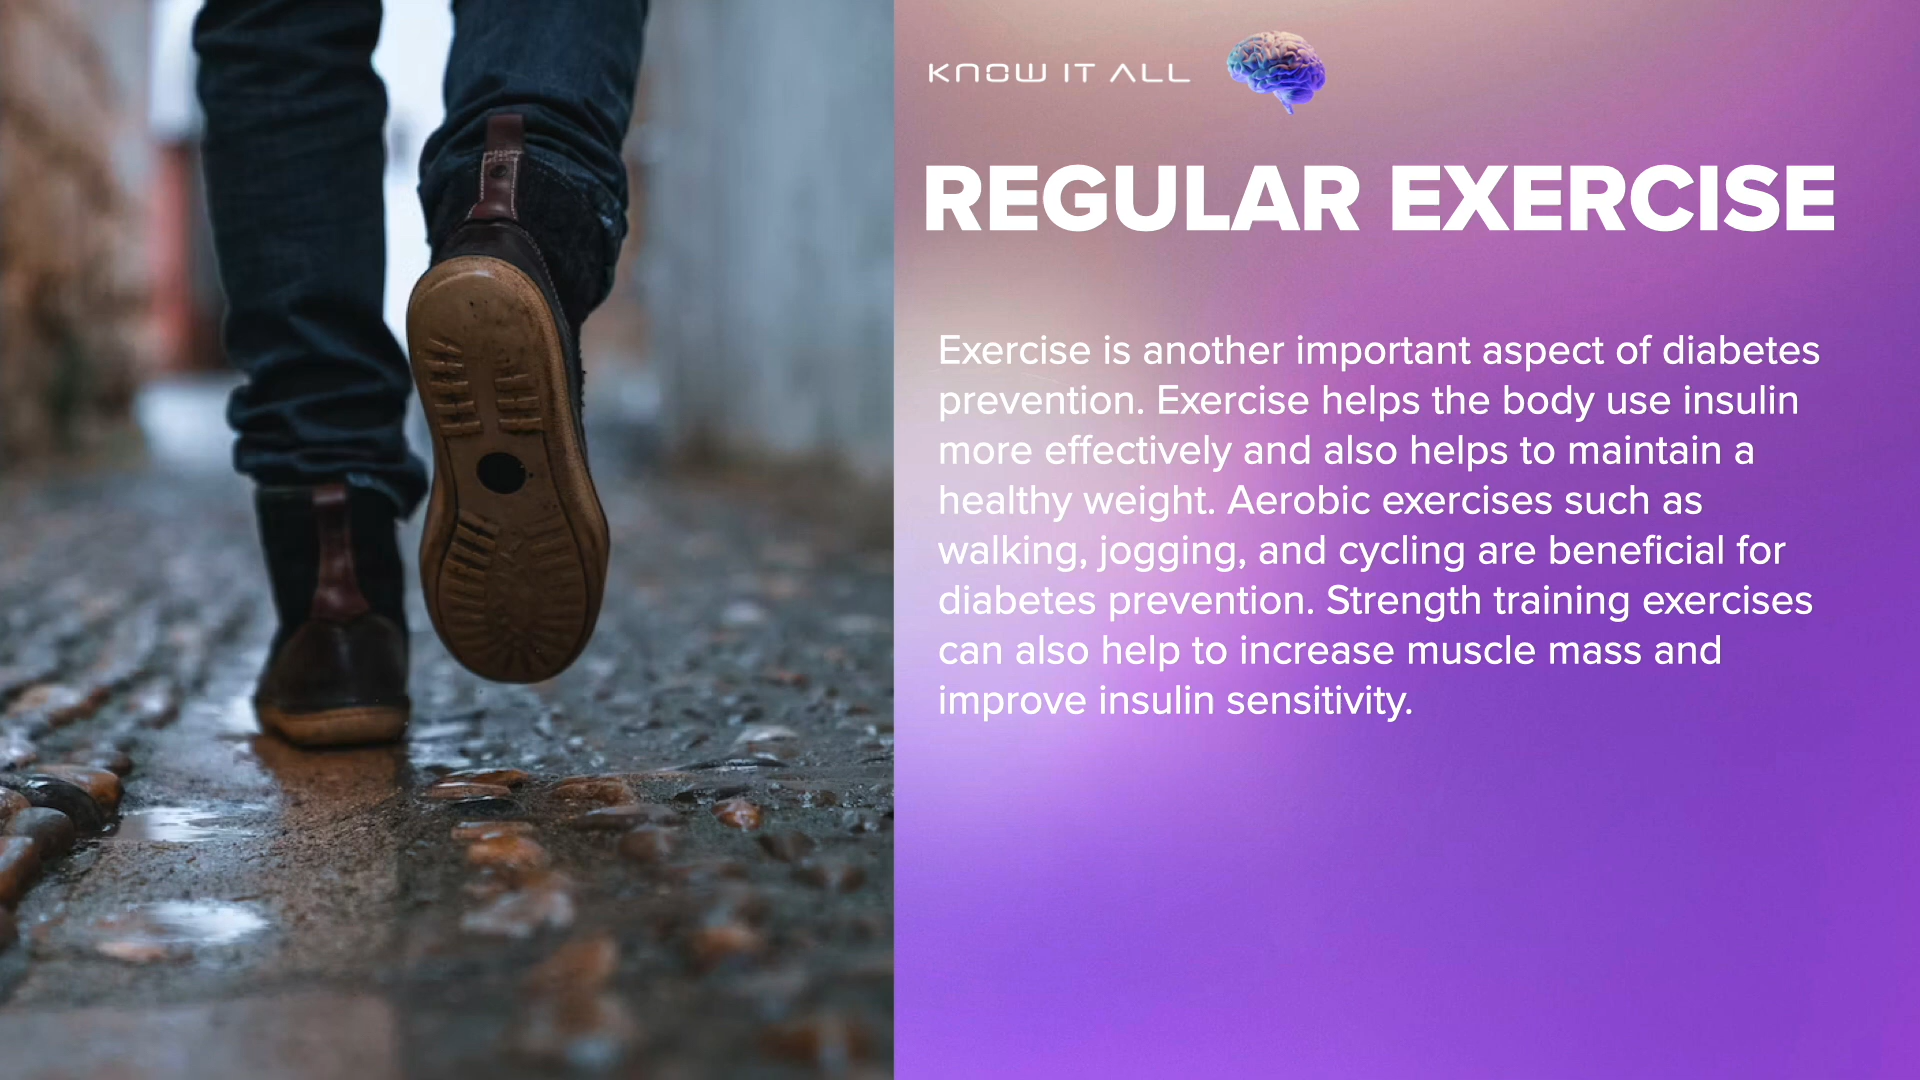 KNOW IT ALL
REGULAR EXERCISE
Exercise is another important aspect of diabetes
prevention. Exercise helps the body use insulin
more effectively and also helps to maintain a
healthy weight. Aerobic exercises such as
walking, jogging, and cycling are beneficial for
diabetes prevention. Strength training exercises
can also help to increase muscle mass and
improve insulin sensitivity.